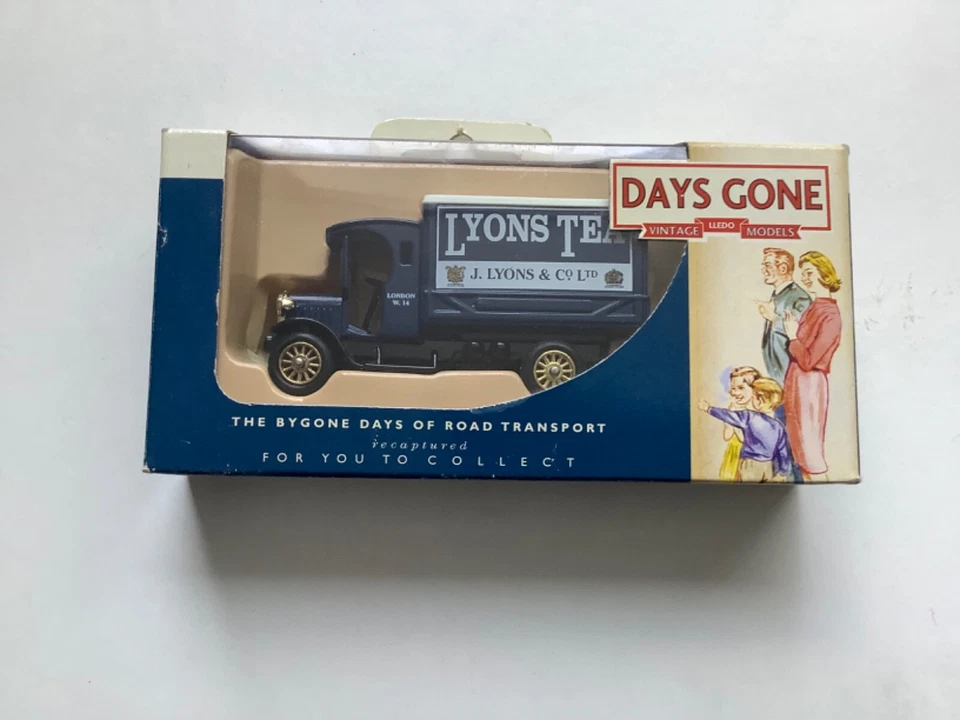 DAYS GONE
VINTAGE LLEDO MODELS
LYONS TEA
J. LYONS & CO LTD
LONDON
W. 14
THE BYGONE DAYS OF ROAD TRANSPORT
recaptured
FOR YOU TO COLLECT